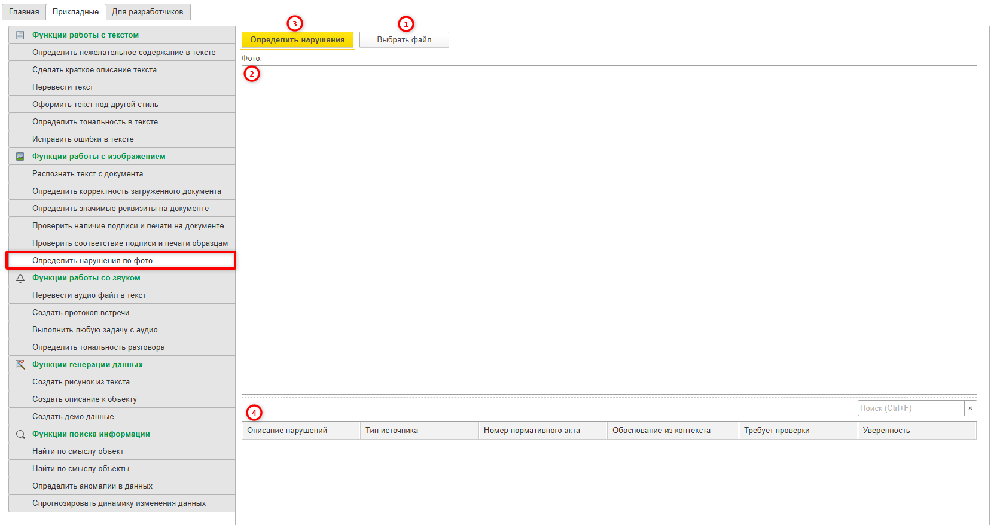 Главная Прикладные Для разработчиков
Функции работы с текстом
Определить нежелательное содержание в тексте
Сделать краткое описание текста
Перевести текст
Оформить текст под другой стиль
Определить тональность в тексте
Исправить ошибки в тексте
Функции работы с изображением
Распознать текст с документа
Определить корректность загруженного документа
Определить значимые реквизиты на документе
Проверить наличие подписи и печати на документе
Проверить соответствие подписи и печати образцам
Определить нарушения по фото
Функции работы со звуком
Перевести аудио файл в текст
Создать протокол встречи
Выполнить любую задачу с аудио
Определить тональность разговора
Функции генерации данных
Создать рисунок из текста
Создать описание к объекту
Создать демо данные
Функции поиска информации
Найти по смыслу объект
Найти по смыслу объекты
Определить аномалии в данных
Спрогнозировать динамику изменения данных
3 1
Определить нарушения Выбрать файл
Фото:
2
4
Поиск (Ctrl+F) ×
Описание нарушений Тип источника Номер нормативного акта Обоснование из контекста Требует проверки Уверенность